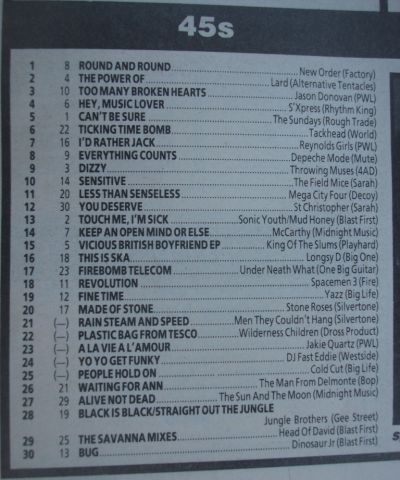 45s
1 8 ROUND AND ROUND New Order (Factory)
2 4 THE POWER OF Lard (Alternative Tentacles)
3 10 TOO MANY BROKEN HEARTS Jason Donovan (PWL)
4 6 HEY, MUSIC LOVER S'Xpress (Rhythm King)
5 1 CAN'T BE SURE The Sundays (Rough Trade)
6 22 TICKING TIME BOMB Tackhead (World)
7 16 I'D RATHER JACK Reynolds Girls (PWL)
8 9 EVERYTHING COUNTS Depeche Mode (Mute)
9 3 DIZZY Throwing Muses (4AD)
10 14 SENSITIVE The Field Mice (Sarah)
11 20 LESS THAN SENSELESS Mega City Four (Decoy)
12 30 YOU DESERVE St Christopher (Sarah)
13 2 TOUCH ME, I'M SICK Sonic Youth/Mud Honey (Blast First)
14 7 KEEP AN OPEN MIND OR ELSE McCarthy (Midnight Music)
15 5 VICIOUS BRITISH BOYFRIEND EP King Of The Slums (Playhard)
16 18 THIS IS SKA Longsy D (Big One)
17 23 FIREBOMB TELECOM Under Neath What (One Big Guitar)
18 11 REVOLUTION Spacemen 3 (Fire)
19 12 FINE TIME Yazz (Big Life)
20 17 MADE OF STONE Stone Roses (Silvertone)
21 (—) RAIN STEAM AND SPEED Men They Couldn't Hang (Silvertone)
22 (—) PLASTIC BAG FROM TESCO Wilderness Children (Dross Product)
23 (—) A LA VIE A L'AMOUR Jakie Quartz (PWL)
24 (—) YO YO GET FUNKY DJ Fast Eddie (Westside)
25 (—) PEOPLE HOLD ON Cold Cut (Big Life)
26 21 WAITING FOR ANN The Man From Delmonte (Bop)
27 29 ALIVE NOT DEAD The Sun And The Moon (Midnight Music)
28 19 BLACK IS BLACK/STRAIGHT OUT THE JUNGLE
Jungle Brothers (Gee Street)
29 25 THE SAVANNA MIXES Head Of David (Blast First)
30 13 BUG Dinosaur Jr (Blast First)